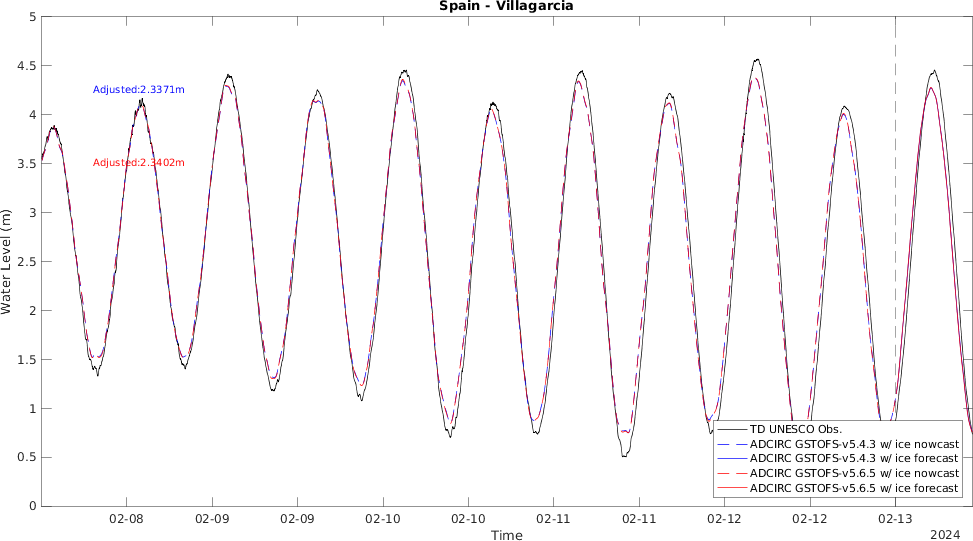 Spain - Villagarcia
5
4.5
4
3.5
3
2.5
2
1.5
1
0.5
0
Water Level (m)
Adjusted:2.3371m
Adjusted:2.3402m
TD UNESCO Obs.
ADCIRC GSTOFS-v5.4.3 w/ ice nowcast
ADCIRC GSTOFS-v5.4.3 w/ ice forecast
ADCIRC GSTOFS-v5.6.5 w/ ice nowcast
ADCIRC GSTOFS-v5.6.5 w/ ice forecast
02-08 02-09 02-09 02-10 02-10 02-11 02-11 02-12 02-12 02-13
Time
2024